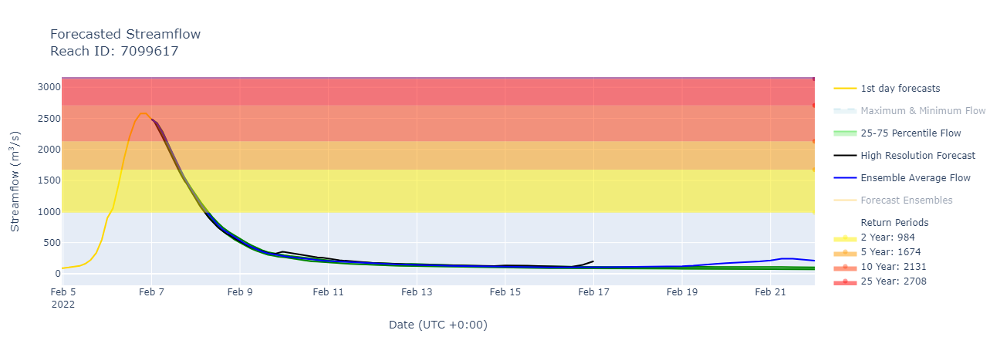 Forecasted Streamflow
Reach ID: 7099617
Streamflow (m³/s)
3000
2500
2000
1500
1000
500
0
Feb 5
2022
Feb 7
Feb 9
Feb 11
Feb 13
Feb 15
Feb 17
Feb 19
Feb 21
Date (UTC +0:00)
1st day forecasts
Maximum & Minimum Flow
25-75 Percentile Flow
High Resolution Forecast
Ensemble Average Flow
Forecast Ensembles
Return Periods
2 Year: 984
5 Year: 1674
10 Year: 2131
25 Year: 2708